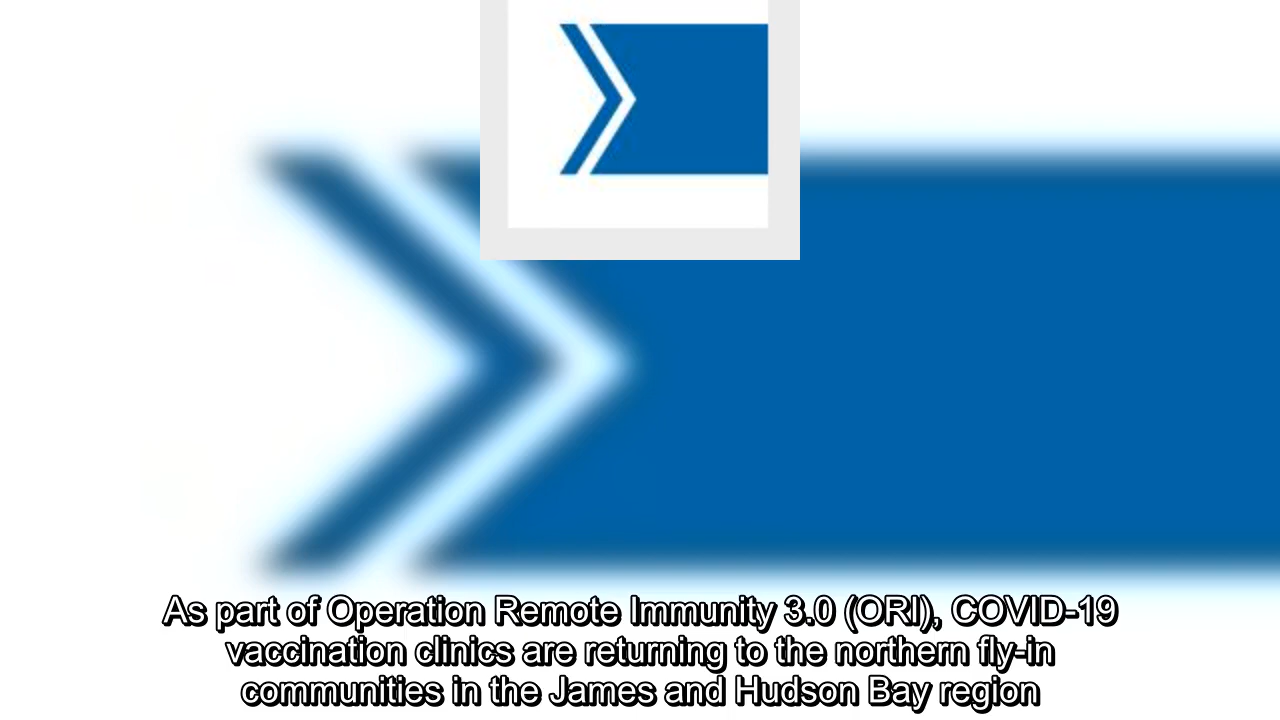 As part of Operation Remote Immunity 3.0 (ORI), COVID-19
vaccination clinics are returning to the northern fly-in
communities in the James and Hudson Bay region